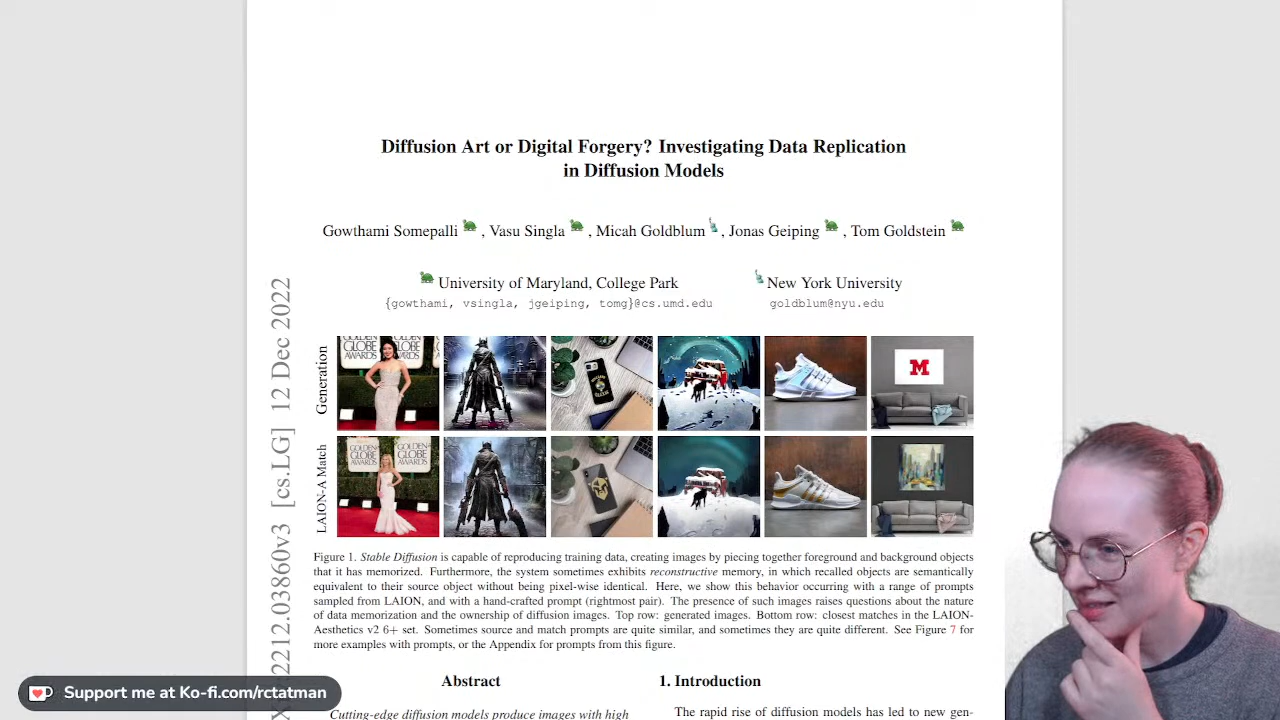 Diffusion Art or Digital Forgery? Investigating Data Replication
in Diffusion Models
Gowthami Somepalli , Vasu Singla , Micah Goldblum , Jonas Geiping , Tom Goldstein
University of Maryland, College Park
New York University
{gowthami, vsingla, jgeiping, tomg}@cs.umd.edu
goldblum@nyu.edu
2212.03860v3 [cs.LG] 12 Dec 2022
Generation
GOLDEN GLOBE AWARDS
M
LAION-A Match
GOLDEN GLOBE AWARDS
GOLDEN GLOBE AWARDS
Figure 1. Stable Diffusion is capable of reproducing training data, creating images by piecing together foreground and background objects
that it has memorized. Furthermore, the system sometimes exhibits reconstructive memory, in which recalled objects are semantically
equivalent to their source object without being pixel-wise identical. Here, we show this behavior occurring with a range of prompts
sampled from LAION, and with a hand-crafted prompt (rightmost pair). The presence of such images raises questions about the nature
of data memorization and the ownership of diffusion images. Top row: generated images. Bottom row: closest matches in the LAION-
Aesthetics v2 6+ set. Sometimes source and match prompts are quite similar, and sometimes they are quite different. See Figure 7 for
more examples with prompts, or the Appendix for prompts from this figure.
Abstract
Cutting-edge diffusion models produce images with high
1. Introduction
The rapid rise of diffusion models has led to new gen-
Support me at Ko-fi.com/rctatman